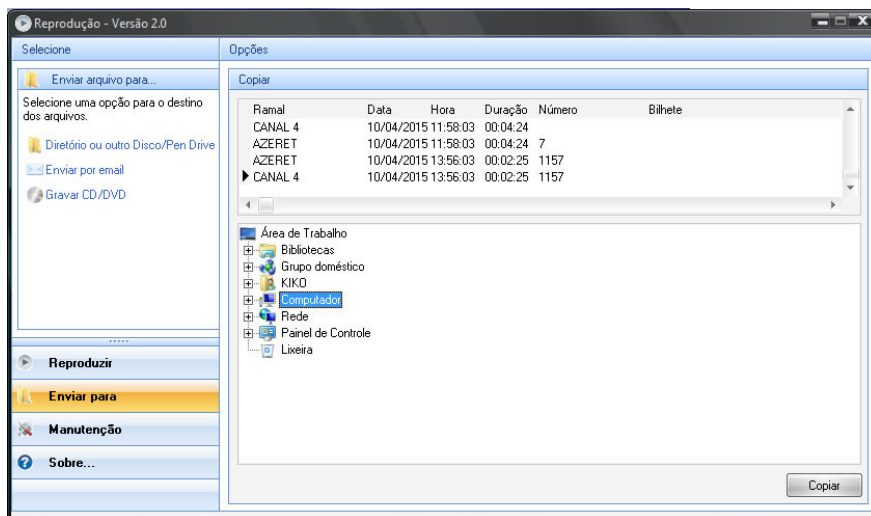 Reprodução - Versão 2.0
Selecione
Enviar arquivo para...
Selecione uma opção para o destino
dos arquivos.
Diretório ou outro Disco/Pen Drive
Enviar por email
Gravar CD/DVD
Reproduzir
Enviar para
Manutenção
Sobre...
Opções
Copiar
Ramal Data Hora Duração Número Bilhete
CANAL 4 10/04/2015 11:58:03 00:04:24
AZERET 10/04/2015 11:58:03 00:04:24 7
AZERET 10/04/2015 13:56:03 00:02:25 1157
CANAL 4 10/04/2015 13:56:03 00:02:25 1157
Área de Trabalho
Bibliotecas
Grupo doméstico
KIKO
Computador
Rede
Painel de Controle
Lixeira
Copiar